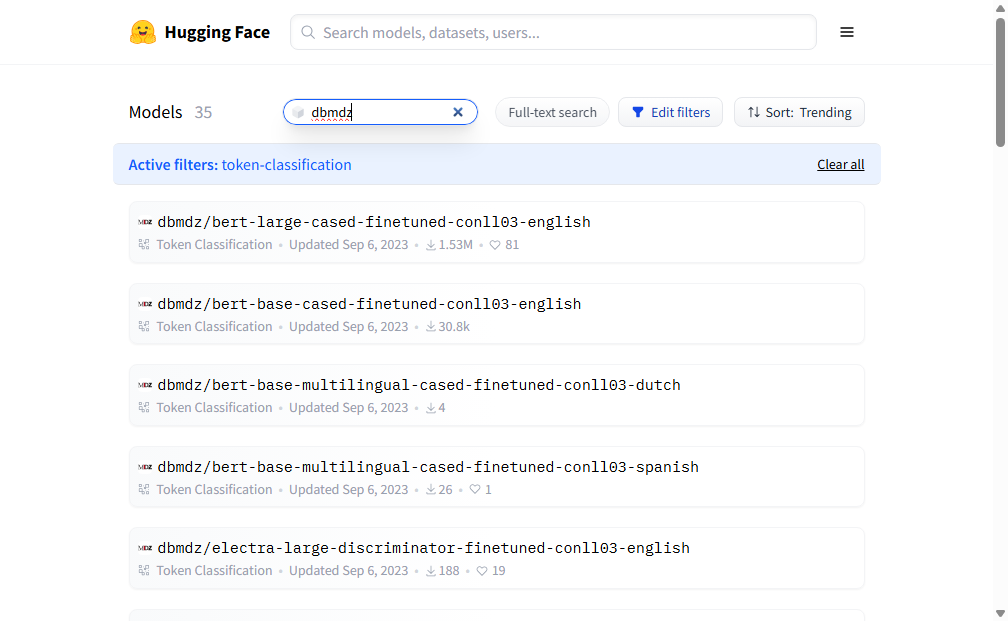 Hugging Face
Search models, datasets, users...
Models 35
dbmdz
Full-text search
Edit filters
Sort: Trending
Active filters: token-classification
Clear all
MDZ dbmdz/bert-large-cased-finetuned-conll03-english
Token Classification • Updated Sep 6, 2023 • 1.53M • 81
MDZ dbmdz/bert-base-cased-finetuned-conll03-english
Token Classification • Updated Sep 6, 2023 • 30.8k
MDZ dbmdz/bert-base-multilingual-cased-finetuned-conll03-dutch
Token Classification • Updated Sep 6, 2023 • 4
MDZ dbmdz/bert-base-multilingual-cased-finetuned-conll03-spanish
Token Classification • Updated Sep 6, 2023 • 26 • 1
MDZ dbmdz/electra-large-discriminator-finetuned-conll03-english
Token Classification • Updated Sep 6, 2023 • 188 • 19